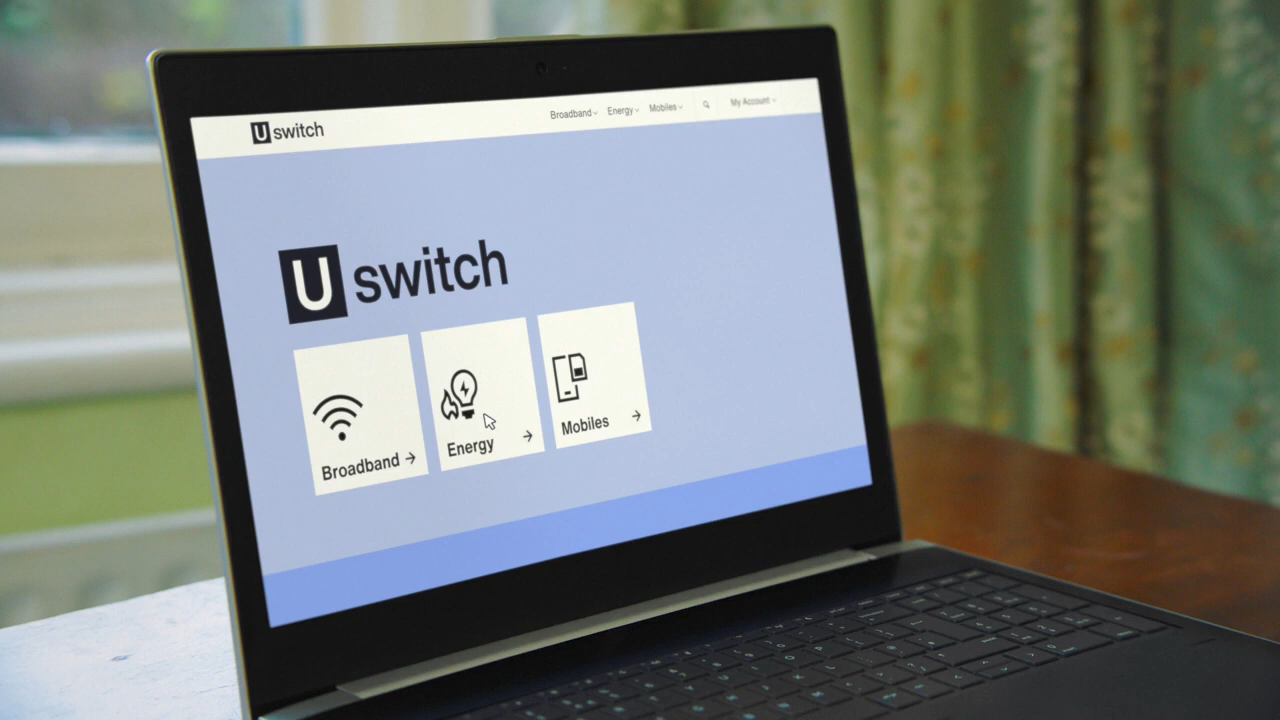 U switch Broadband Energy Mobiles My Account
U switch
Broadband → Energy → Mobiles →